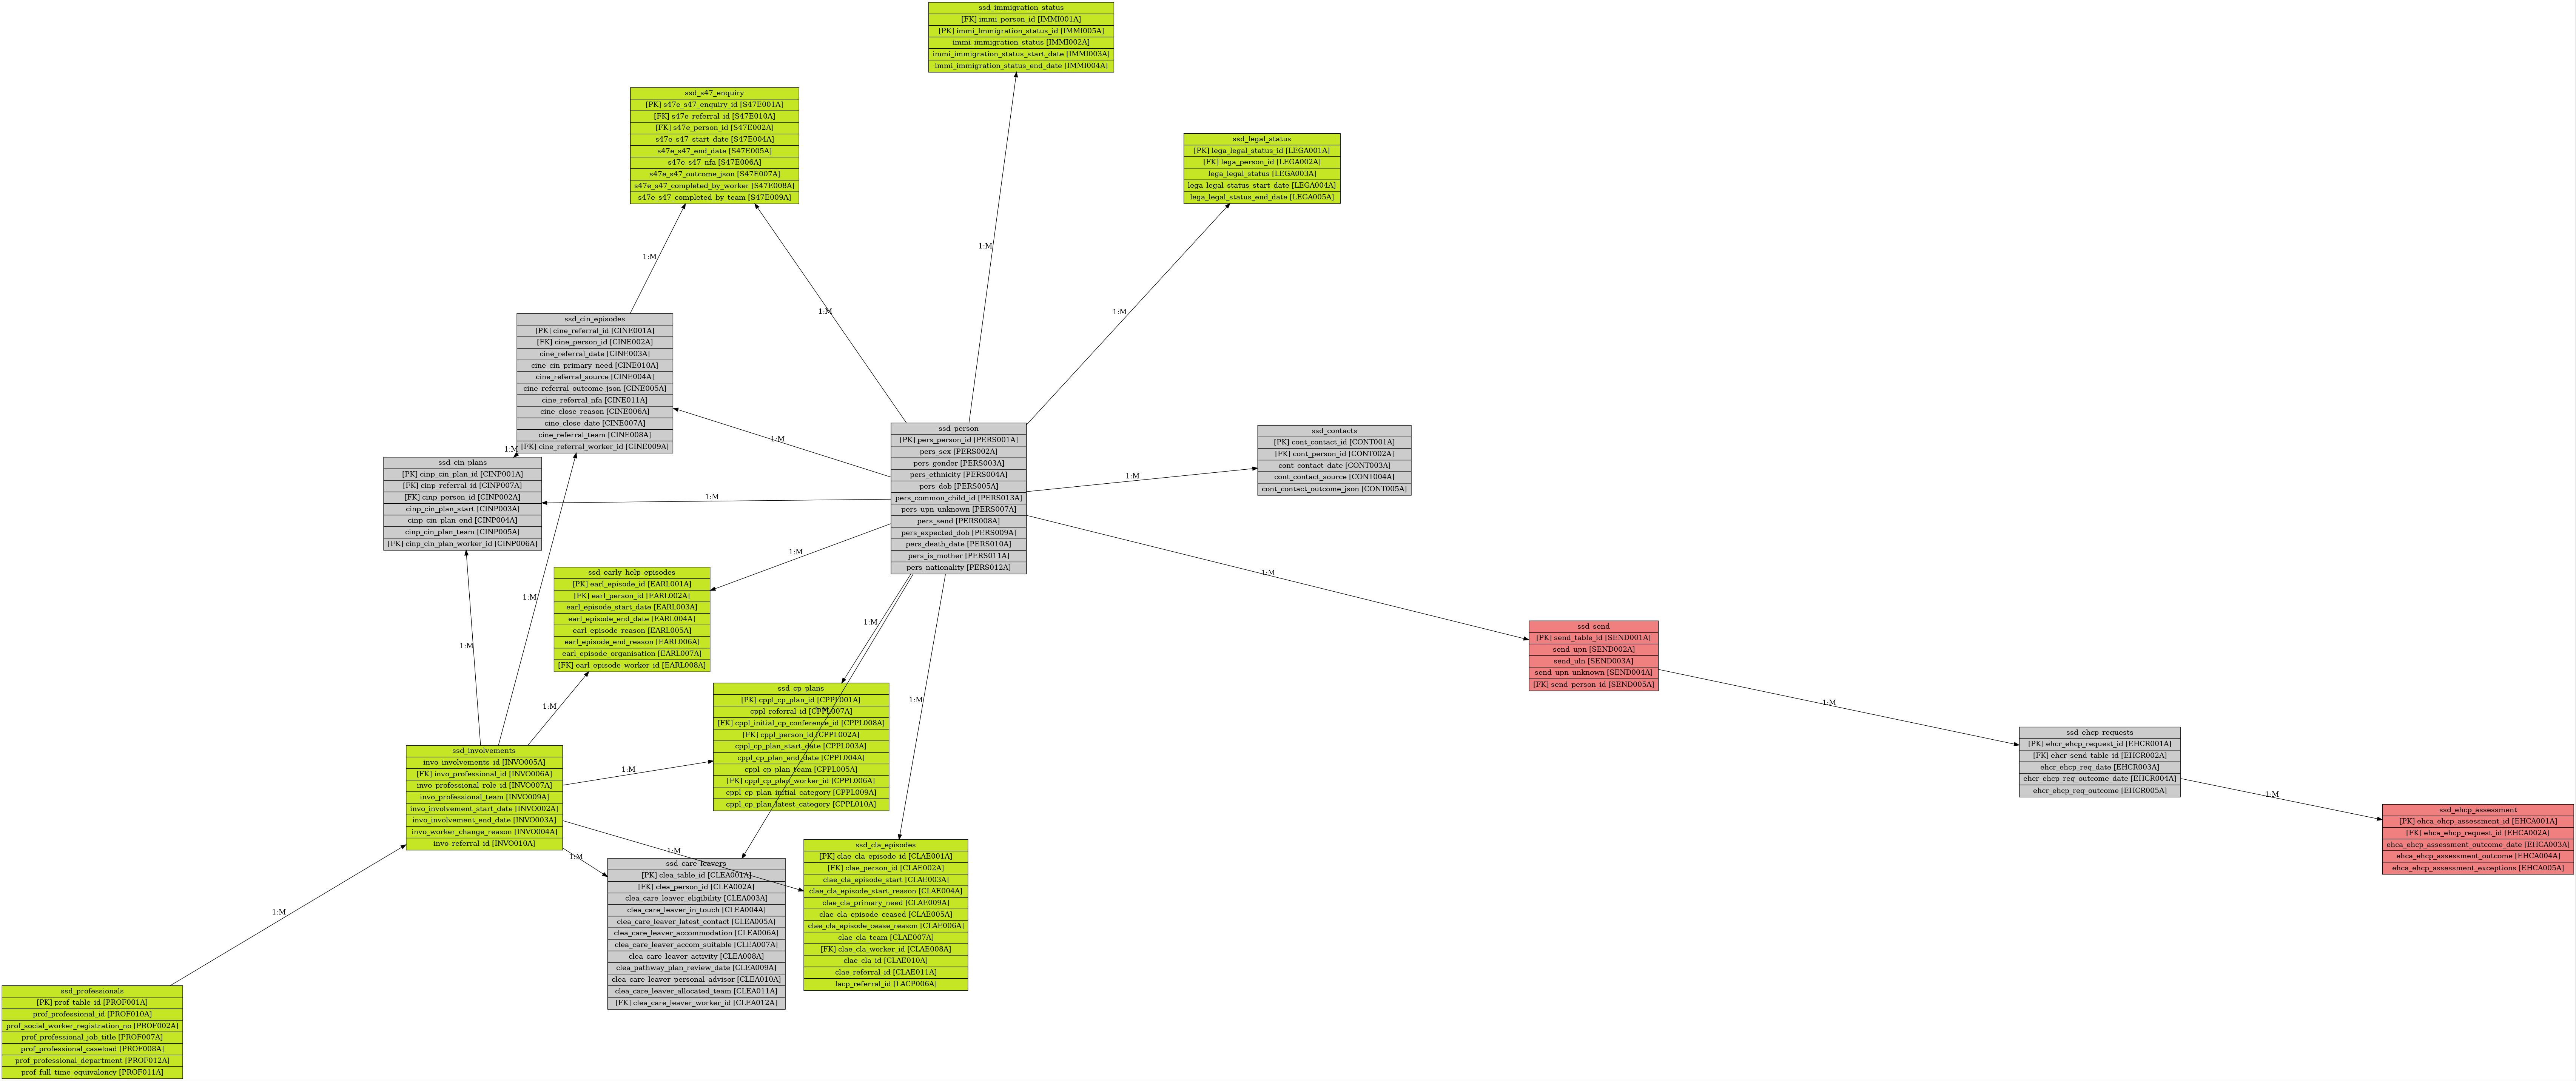 ssd_immigration_status
[FK] immi_person_id [IMMI001A]
[PK] immi_Immigration_status_id [IMMI005A]
immi_immigration_status [IMMI002A]
immi_immigration_status_start_date [IMMI003A]
immi_immigration_status_end_date [IMMI004A]
ssd_s47_enquiry
[PK] s47e_s47_enquiry_id [S47E001A]
[FK] s47e_referral_id [S47E010A]
[FK] s47e_person_id [S47E002A]
s47e_s47_start_date [S47E004A]
s47e_s47_end_date [S47E005A]
s47e_s47_nfa [S47E006A]
s47e_s47_outcome_json [S47E007A]
s47e_s47_completed_by_worker [S47E008A]
s47e_s47_completed_by_team [S47E009A]
ssd_legal_status
[PK] lega_legal_status_id [LEGA001A]
[FK] lega_person_id [LEGA002A]
lega_legal_status [LEGA003A]
lega_legal_status_start_date [LEGA004A]
lega_legal_status_end_date [LEGA005A]
1:M
1:M
1:M
1:M
ssd_cin_episodes
[PK] cine_referral_id [CINE001A]
[FK] cine_person_id [CINE002A]
cine_referral_date [CINE003A]
cine_cin_primary_need [CINE010A]
cine_referral_source [CINE004A]
cine_referral_outcome_json [CINE005A]
cine_referral_nfa [CINE011A]
cine_close_reason [CINE006A]
cine_close_date [CINE007A]
cine_referral_team [CINE008A]
[FK] cine_referral_worker_id [CINE009A]
1:M
1:M
ssd_person
[PK] pers_person_id [PERS001A]
pers_sex [PERS002A]
pers_gender [PERS003A]
pers_ethnicity [PERS004A]
pers_dob [PERS005A]
pers_common_child_id [PERS013A]
pers_upn_unknown [PERS007A]
pers_send [PERS008A]
pers_expected_dob [PERS009A]
pers_death_date [PERS010A]
pers_is_mother [PERS011A]
pers_nationality [PERS012A]
ssd_contacts
[PK] cont_contact_id [CONT001A]
[FK] cont_person_id [CONT002A]
cont_contact_date [CONT003A]
cont_contact_source [CONT004A]
cont_contact_outcome_json [CONT005A]
ssd_cin_plans
[PK] cinp_cin_plan_id [CINP001A]
[FK] cinp_referral_id [CINP007A]
[FK] cinp_person_id [CINP002A]
cinp_cin_plan_start [CINP003A]
cinp_cin_plan_end [CINP004A]
cinp_cin_plan_team [CINP005A]
[FK] cinp_cin_plan_worker_id [CINP006A]
1:M
1:M
1:M
1:M
1:M
ssd_early_help_episodes
[PK] earl_episode_id [EARL001A]
[FK] earl_person_id [EARL002A]
earl_episode_start_date [EARL003A]
earl_episode_end_date [EARL004A]
earl_episode_reason [EARL005A]
earl_episode_end_reason [EARL006A]
earl_episode_organisation [EARL007A]
[FK] earl_episode_worker_id [EARL008A]
1:M
1:M
ssd_send
[PK] send_table_id [SEND001A]
send_upn [SEND002A]
send_uln [SEND003A]
send_upn_unknown [SEND004A]
[FK] send_person_id [SEND005A]
1:M
1:M
1:M
1:M
ssd_cp_plans
[PK] cppl_cp_plan_id [CPPL001A]
cppl_referral_id [CPPL007A]
1:M
[FK] cppl_initial_cp_conference_id [CPPL008A]
[FK] cppl_person_id [CPPL002A]
cppl_cp_plan_start_date [CPPL003A]
cppl_cp_plan_end_date [CPPL004A]
cppl_cp_plan_team [CPPL005A]
[FK] cppl_cp_plan_worker_id [CPPL006A]
cppl_cp_plan_initial_category [CPPL009A]
cppl_cp_plan_latest_category [CPPL010A]
ssd_ehcp_requests
[PK] ehcr_ehcp_request_id [EHCR001A]
[FK] ehcr_send_table_id [EHCR002A]
ehcr_ehcp_req_date [EHCR003A]
ehcr_ehcp_req_outcome_date [EHCR004A]
ehcr_ehcp_req_outcome [EHCR005A]
ssd_involvements
invo_involvements_id [INVO005A]
[FK] invo_professional_id [INVO006A]
invo_professional_role_id [INVO007A]
invo_professional_team [INVO009A]
invo_involvement_start_date [INVO002A]
invo_involvement_end_date [INVO003A]
invo_worker_change_reason [INVO004A]
invo_referral_id [INVO010A]
1:M
1:M
ssd_ehcp_assessment
[PK] ehca_ehcp_assessment_id [EHCA001A]
[FK] ehca_ehcp_request_id [EHCA002A]
ehca_ehcp_assessment_outcome_date [EHCA003A]
ehca_ehcp_assessment_outcome [EHCA004A]
ehca_ehcp_assessment_exceptions [EHCA005A]
1:M
1:M
ssd_care_leavers
[PK] clea_table_id [CLEA001A]
[FK] clea_person_id [CLEA002A]
clea_care_leaver_eligibility [CLEA003A]
clea_care_leaver_in_touch [CLEA004A]
clea_care_leaver_latest_contact [CLEA005A]
clea_care_leaver_accommodation [CLEA006A]
clea_care_leaver_accom_suitable [CLEA007A]
clea_care_leaver_activity [CLEA008A]
clea_pathway_plan_review_date [CLEA009A]
clea_care_leaver_personal_advisor [CLEA010A]
clea_care_leaver_allocated_team [CLEA011A]
[FK] clea_care_leaver_worker_id [CLEA012A]
ssd_cla_episodes
[PK] clae_cla_episode_id [CLAE001A]
[FK] clae_person_id [CLAE002A]
clae_cla_episode_start [CLAE003A]
clae_cla_episode_start_reason [CLAE004A]
clae_cla_primary_need [CLAE009A]
clae_cla_episode_ceased [CLAE005A]
clae_cla_episode_cease_reason [CLAE006A]
clae_cla_team [CLAE007A]
[FK] clae_cla_worker_id [CLAE008A]
clae_cla_id [CLAE010A]
clae_referral_id [CLAE011A]
lacp_referral_id [LACP006A]
1:M
ssd_professionals
[PK] prof_table_id [PROF001A]
prof_professional_id [PROF010A]
prof_social_worker_registration_no [PROF002A]
prof_professional_job_title [PROF007A]
prof_professional_caseload [PROF008A]
prof_professional_department [PROF012A]
prof_full_time_equivalency [PROF011A]